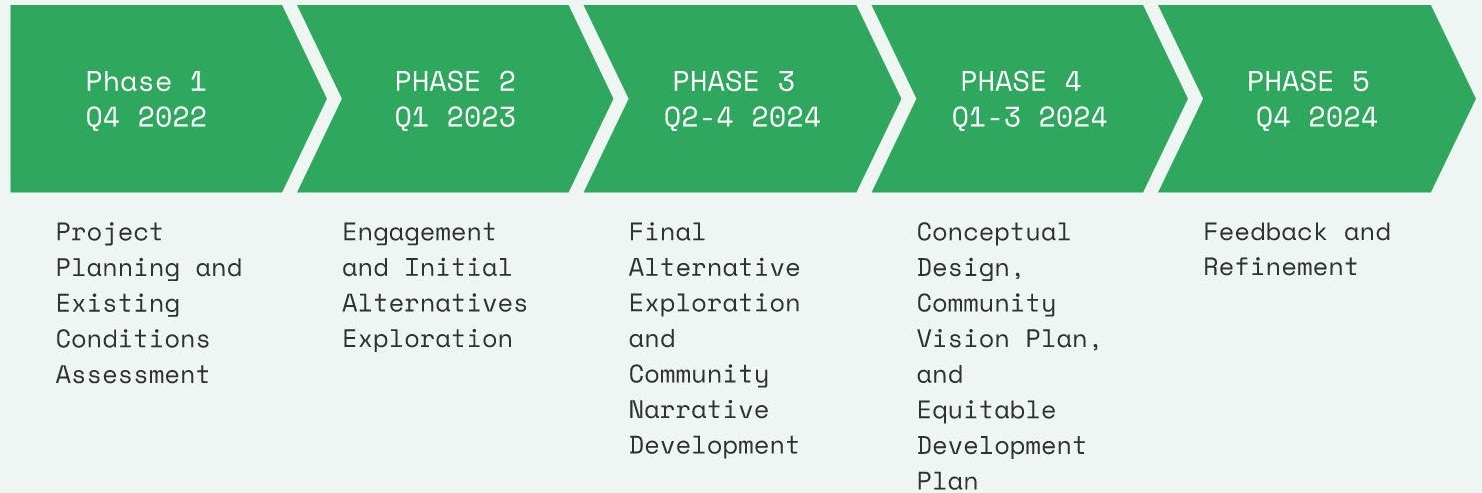 Phase 1
Q4 2022
PHASE 2
Q1 2023
PHASE 3
Q2-4 2024
PHASE 4
Q1-3 2024
PHASE 5
Q4 2024
Project
Planning and
Existing
Conditions
Assessment
Engagement
and Initial
Alternatives
Exploration
Final
Alternative
Exploration
and
Community
Narrative
Development
Conceptual
Design,
Community
Vision Plan,
and
Equitable
Development
Plan
Feedback and
Refinement